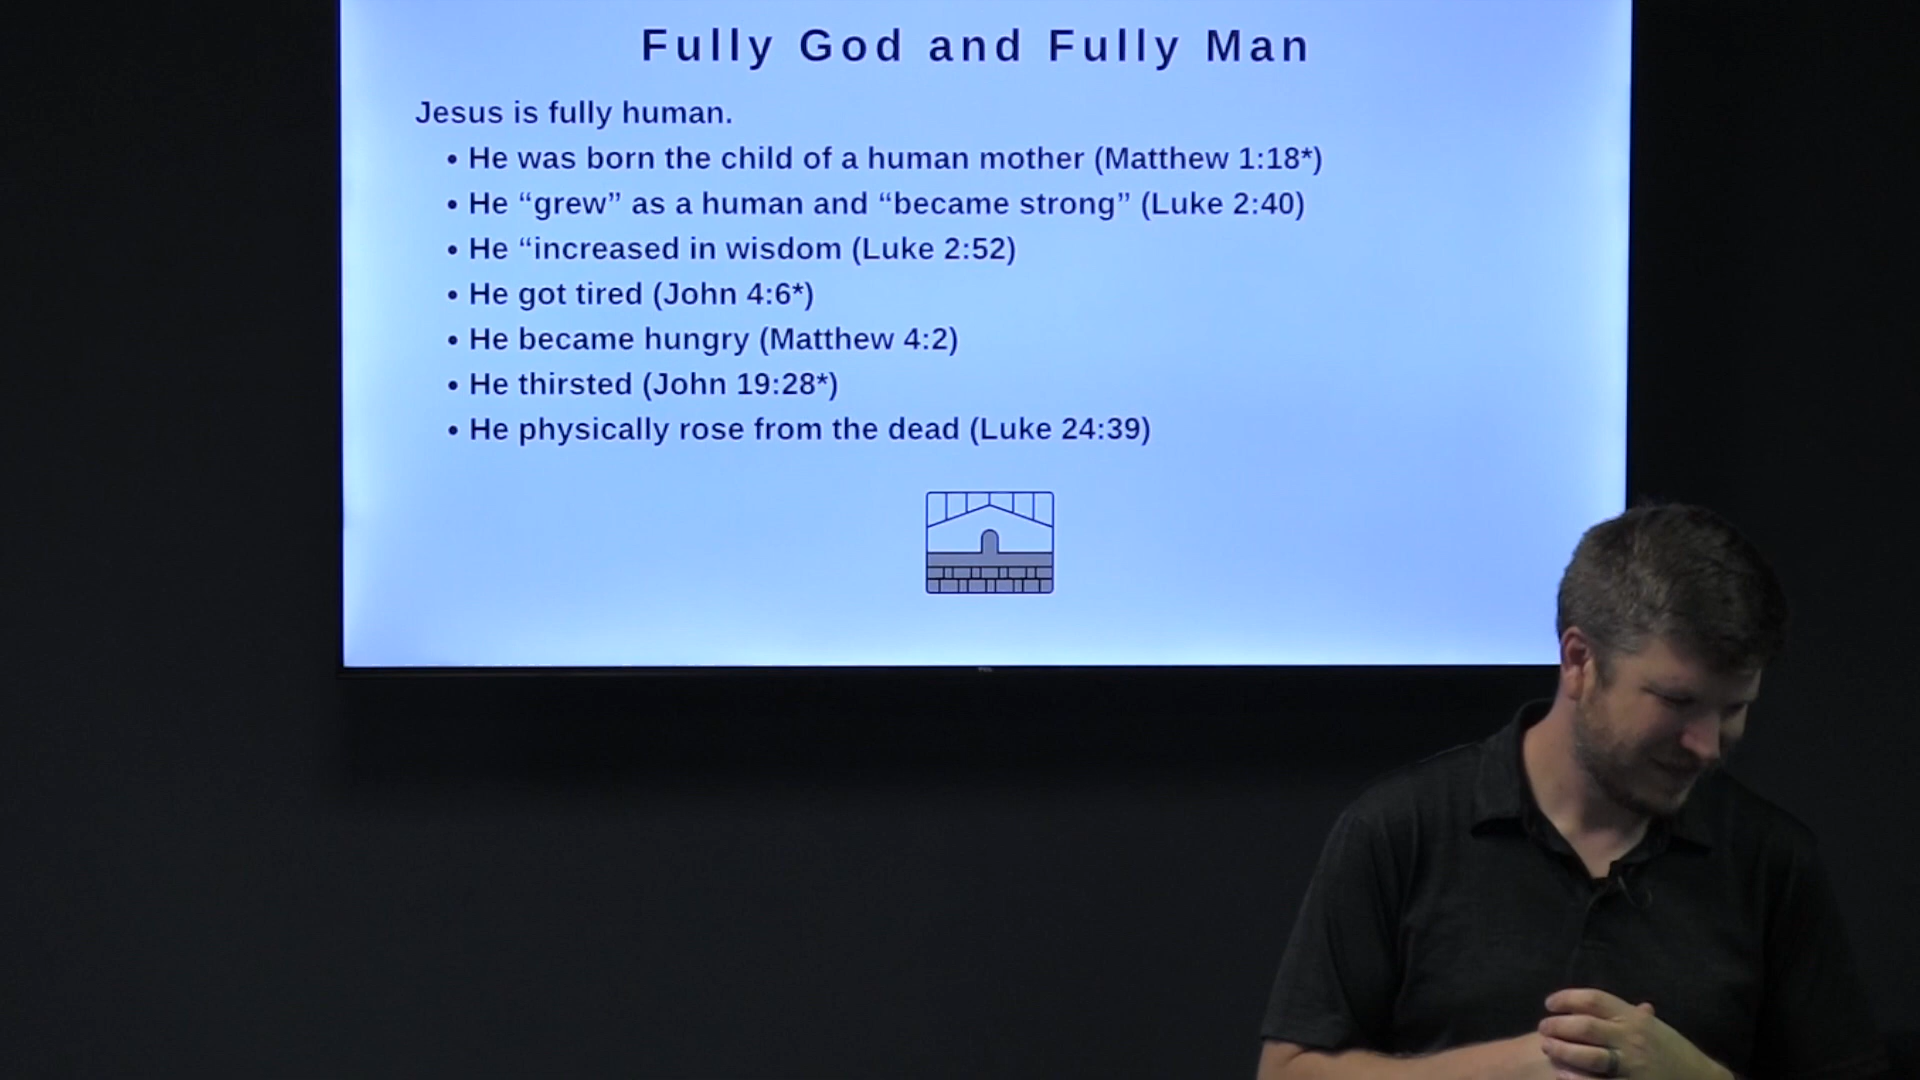 Fully God and Fully Man
Jesus is fully human.
• He was born the child of a human mother (Matthew 1:18*)
• He “grew” as a human and “became strong” (Luke 2:40)
• He “increased in wisdom (Luke 2:52)
• He got tired (John 4:6*)
• He became hungry (Matthew 4:2)
• He thirsted (John 19:28*)
• He physically rose from the dead (Luke 24:39)